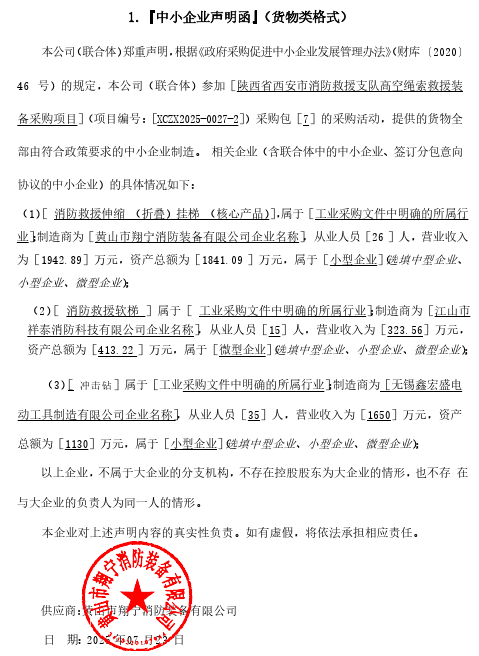 1.『中小企业声明函』（货物类格式）
本公司（联合体）郑重声明，根据《政府采购促进中小企业发展管理办法》（财库〔2020〕
46 号）的规定，本公司（联合体）参加［陕西省西安市消防救援支队高空绳索救援装
备采购项目］（项目编号：［XCZX2025-0027-2］）采购包［7］的采购活动，提供的货物全
部由符合政策要求的中小企业制造。 相关企业（含联合体中的中小企业、签订分包意向
协议的中小企业）的具体情况如下：
（1）［ 消防救援伸缩 （折叠）挂梯 （核心产品）］，属于［工业采购文件中明确的所属行
业］；制造商为［黄山市翔宁消防装备有限公司企业名称］，从业人员［26 ］人，营业收入
为［1942.89］万元，资产总额为［1841.09 ］万元，属于［小型企业］（选填中型企业、
小型企业、微型企业）；
（2）［ 消防救援软梯 ］属于［ 工业采购文件中明确的所属行业］；制造商为［江山市
祥泰消防科技有限公司企业名称］，从业人员［15］人，营业收入为［323.56］万元，
资产总额为［413.22 ］万元，属于［微型企业］（选填中型企业、小型企业、微型企业）；
（3）［ 冲击钻］属于［工业采购文件中明确的所属行业］；制造商为［无锡鑫宏盛电
动工具制造有限公司企业名称］，从业人员［35］人，营业收入为［1650］万元，资产
总额为［1130］万元，属于［小型企业］（选填中型企业、小型企业、微型企业）；
以上企业，不属于大企业的分支机构，不存在控股股东为大企业的情形，也不存 在
与大企业的负责人为同一人的情形。
本企业对上述声明内容的真实性负责。如有虚假，将依法承担相应责任。
黄山市翔宁消防装备有限公司
供应商：黄山市翔宁消防装备有限公司
日 期：2025年07月23日